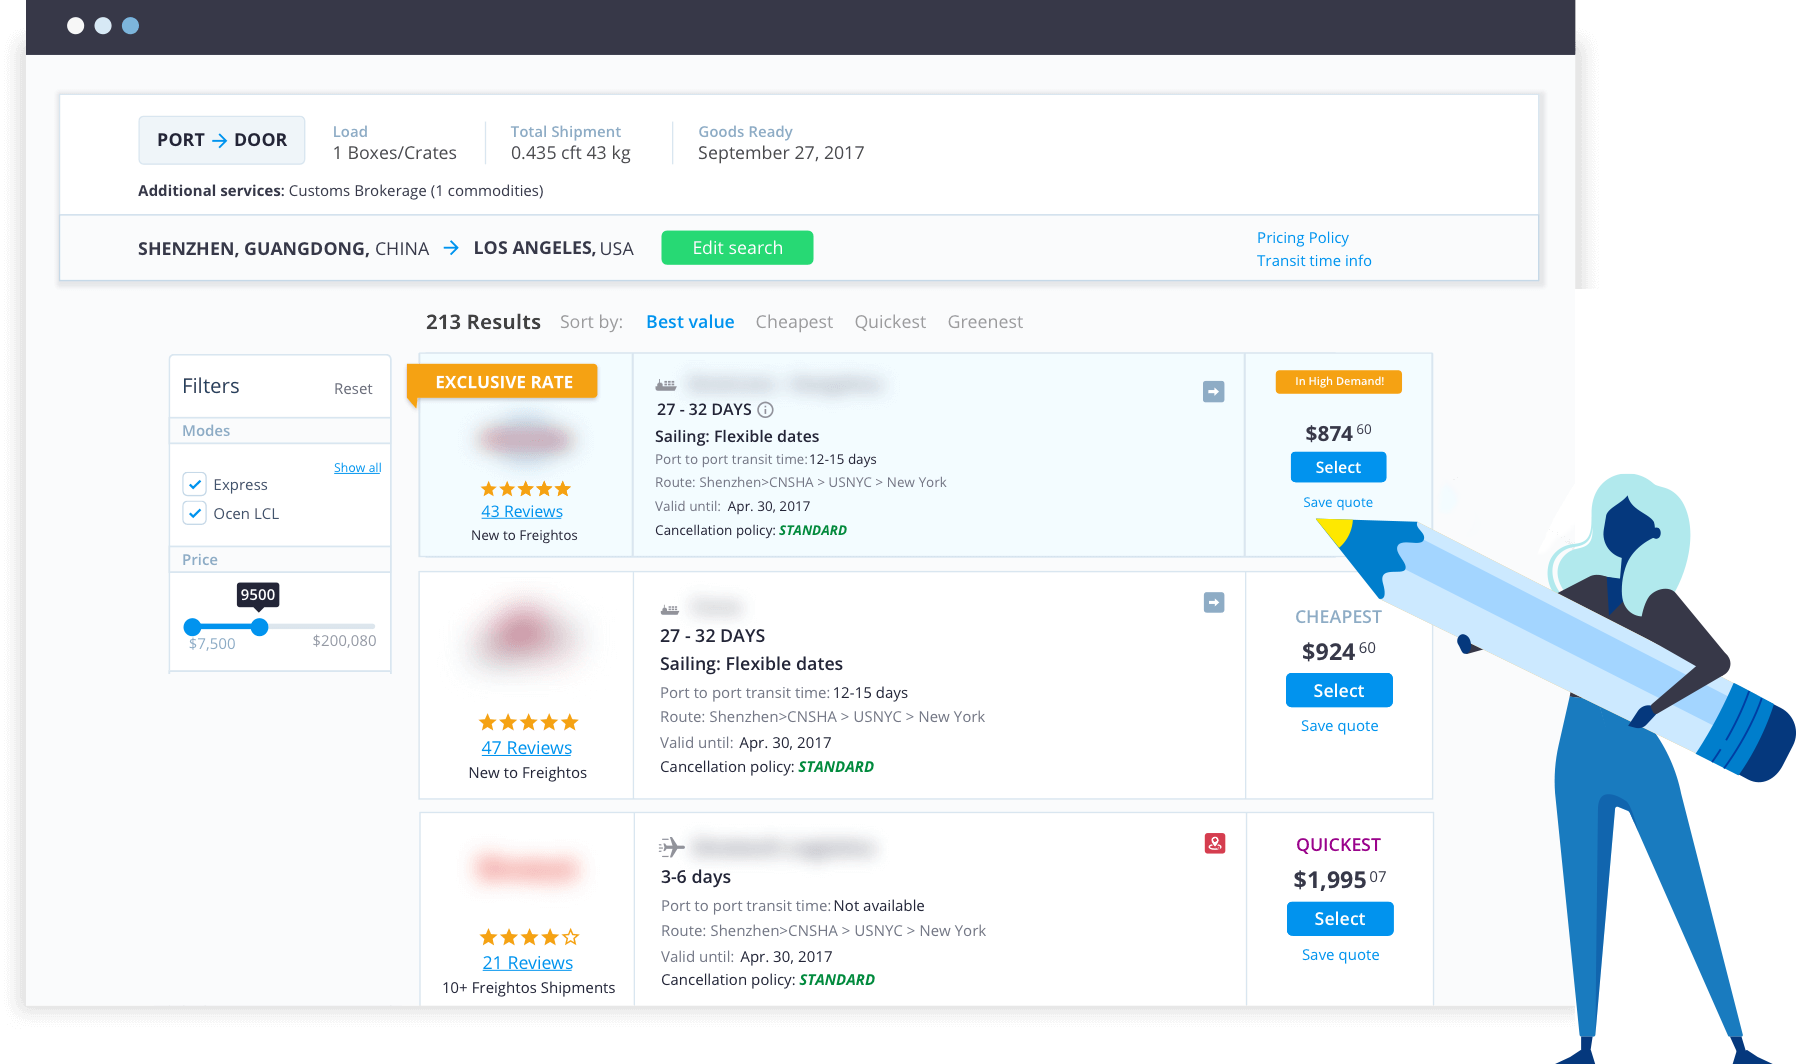 PORT → DOOR
Load
1 Boxes/Crates
Total Shipment
0.435 cft 43 kg
Goods Ready
September 27, 2017
Additional services: Customs Brokerage (1 commodities)
SHENZHEN, GUANGDONG, CHINA → LOS ANGELES, USA
Edit search
Pricing Policy
Transit time info
213 Results Sort by: Best value Cheapest Quickest Greenest
Filters Reset
Modes
Show all
Express
Ocen LCL
Price
9500
$7,500 $200,080
EXCLUSIVE RATE
43 Reviews
New to Freightos
27 - 32 DAYS
Sailing: Flexible dates
Port to port transit time: 12-15 days
Route: Shenzhen>CNSHA > USNYC > New York
Valid until: Apr. 30, 2017
Cancellation policy: STANDARD
In High Demand!
$874 60
Select
Save quote
47 Reviews
New to Freightos
27 - 32 DAYS
Sailing: Flexible dates
Port to port transit time: 12-15 days
Route: Shenzhen>CNSHA > USNYC > New York
Valid until: Apr. 30, 2017
Cancellation policy: STANDARD
CHEAPEST
$924 60
Select
Save quote
21 Reviews
10+ Freightos Shipments
3-6 days
Port to port transit time: Not available
Route: Shenzhen>CNSHA > USNYC > New York
Valid until: Apr. 30, 2017
Cancellation policy: STANDARD
QUICKEST
$1,995 07
Select
Save quote